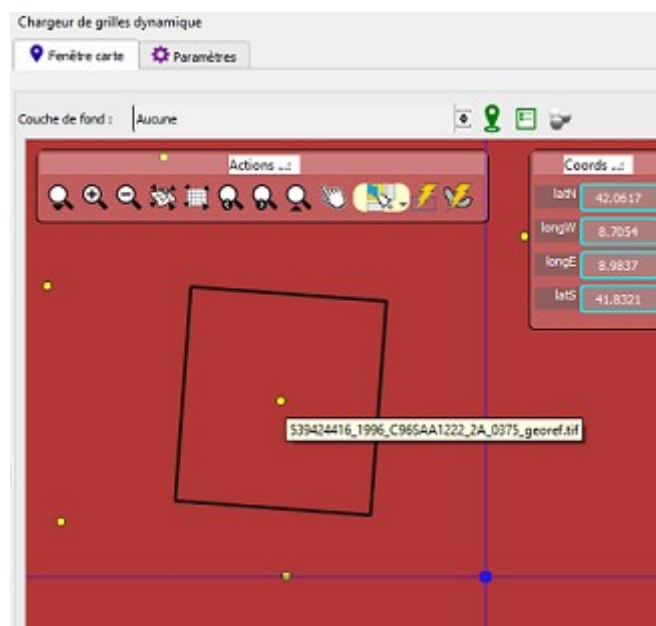 Chargeur de grilles dynamique
Fenêtre carte Paramètres
Couche de fond : Aucune
Actions ..: Coords ..:
latN 42.0617
longW 8.7054
longE 8.9837
latS 41.8321
539424416_1996_C96SAA1222_2A_0375_georef.tif